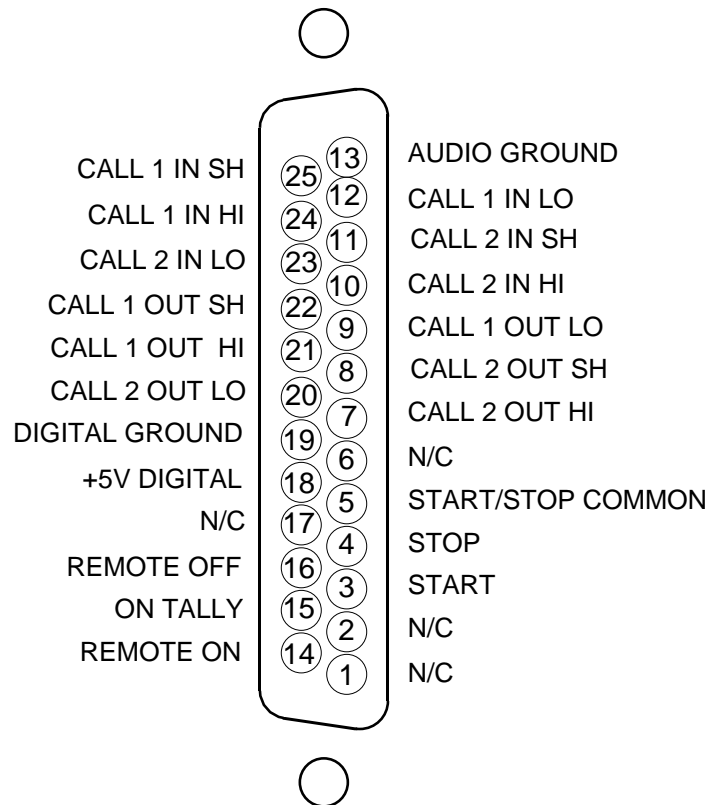 13 AUDIO GROUND
CALL 1 IN SH 25
12 CALL 1 IN LO
CALL 1 IN HI 24
11 CALL 2 IN SH
CALL 2 IN LO 23
10 CALL 2 IN HI
CALL 1 OUT SH 22
9 CALL 1 OUT LO
CALL 1 OUT HI 21
8 CALL 2 OUT SH
CALL 2 OUT LO 20
7 CALL 2 OUT HI
DIGITAL GROUND 19
6 N/C
+5V DIGITAL 18
5 START/STOP COMMON
N/C 17
4 STOP
REMOTE OFF 16
3 START
ON TALLY 15
2 N/C
REMOTE ON 14
1 N/C